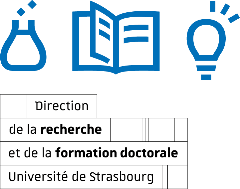 Direction
de la recherche
et de la formation doctorale
Université de Strasbourg